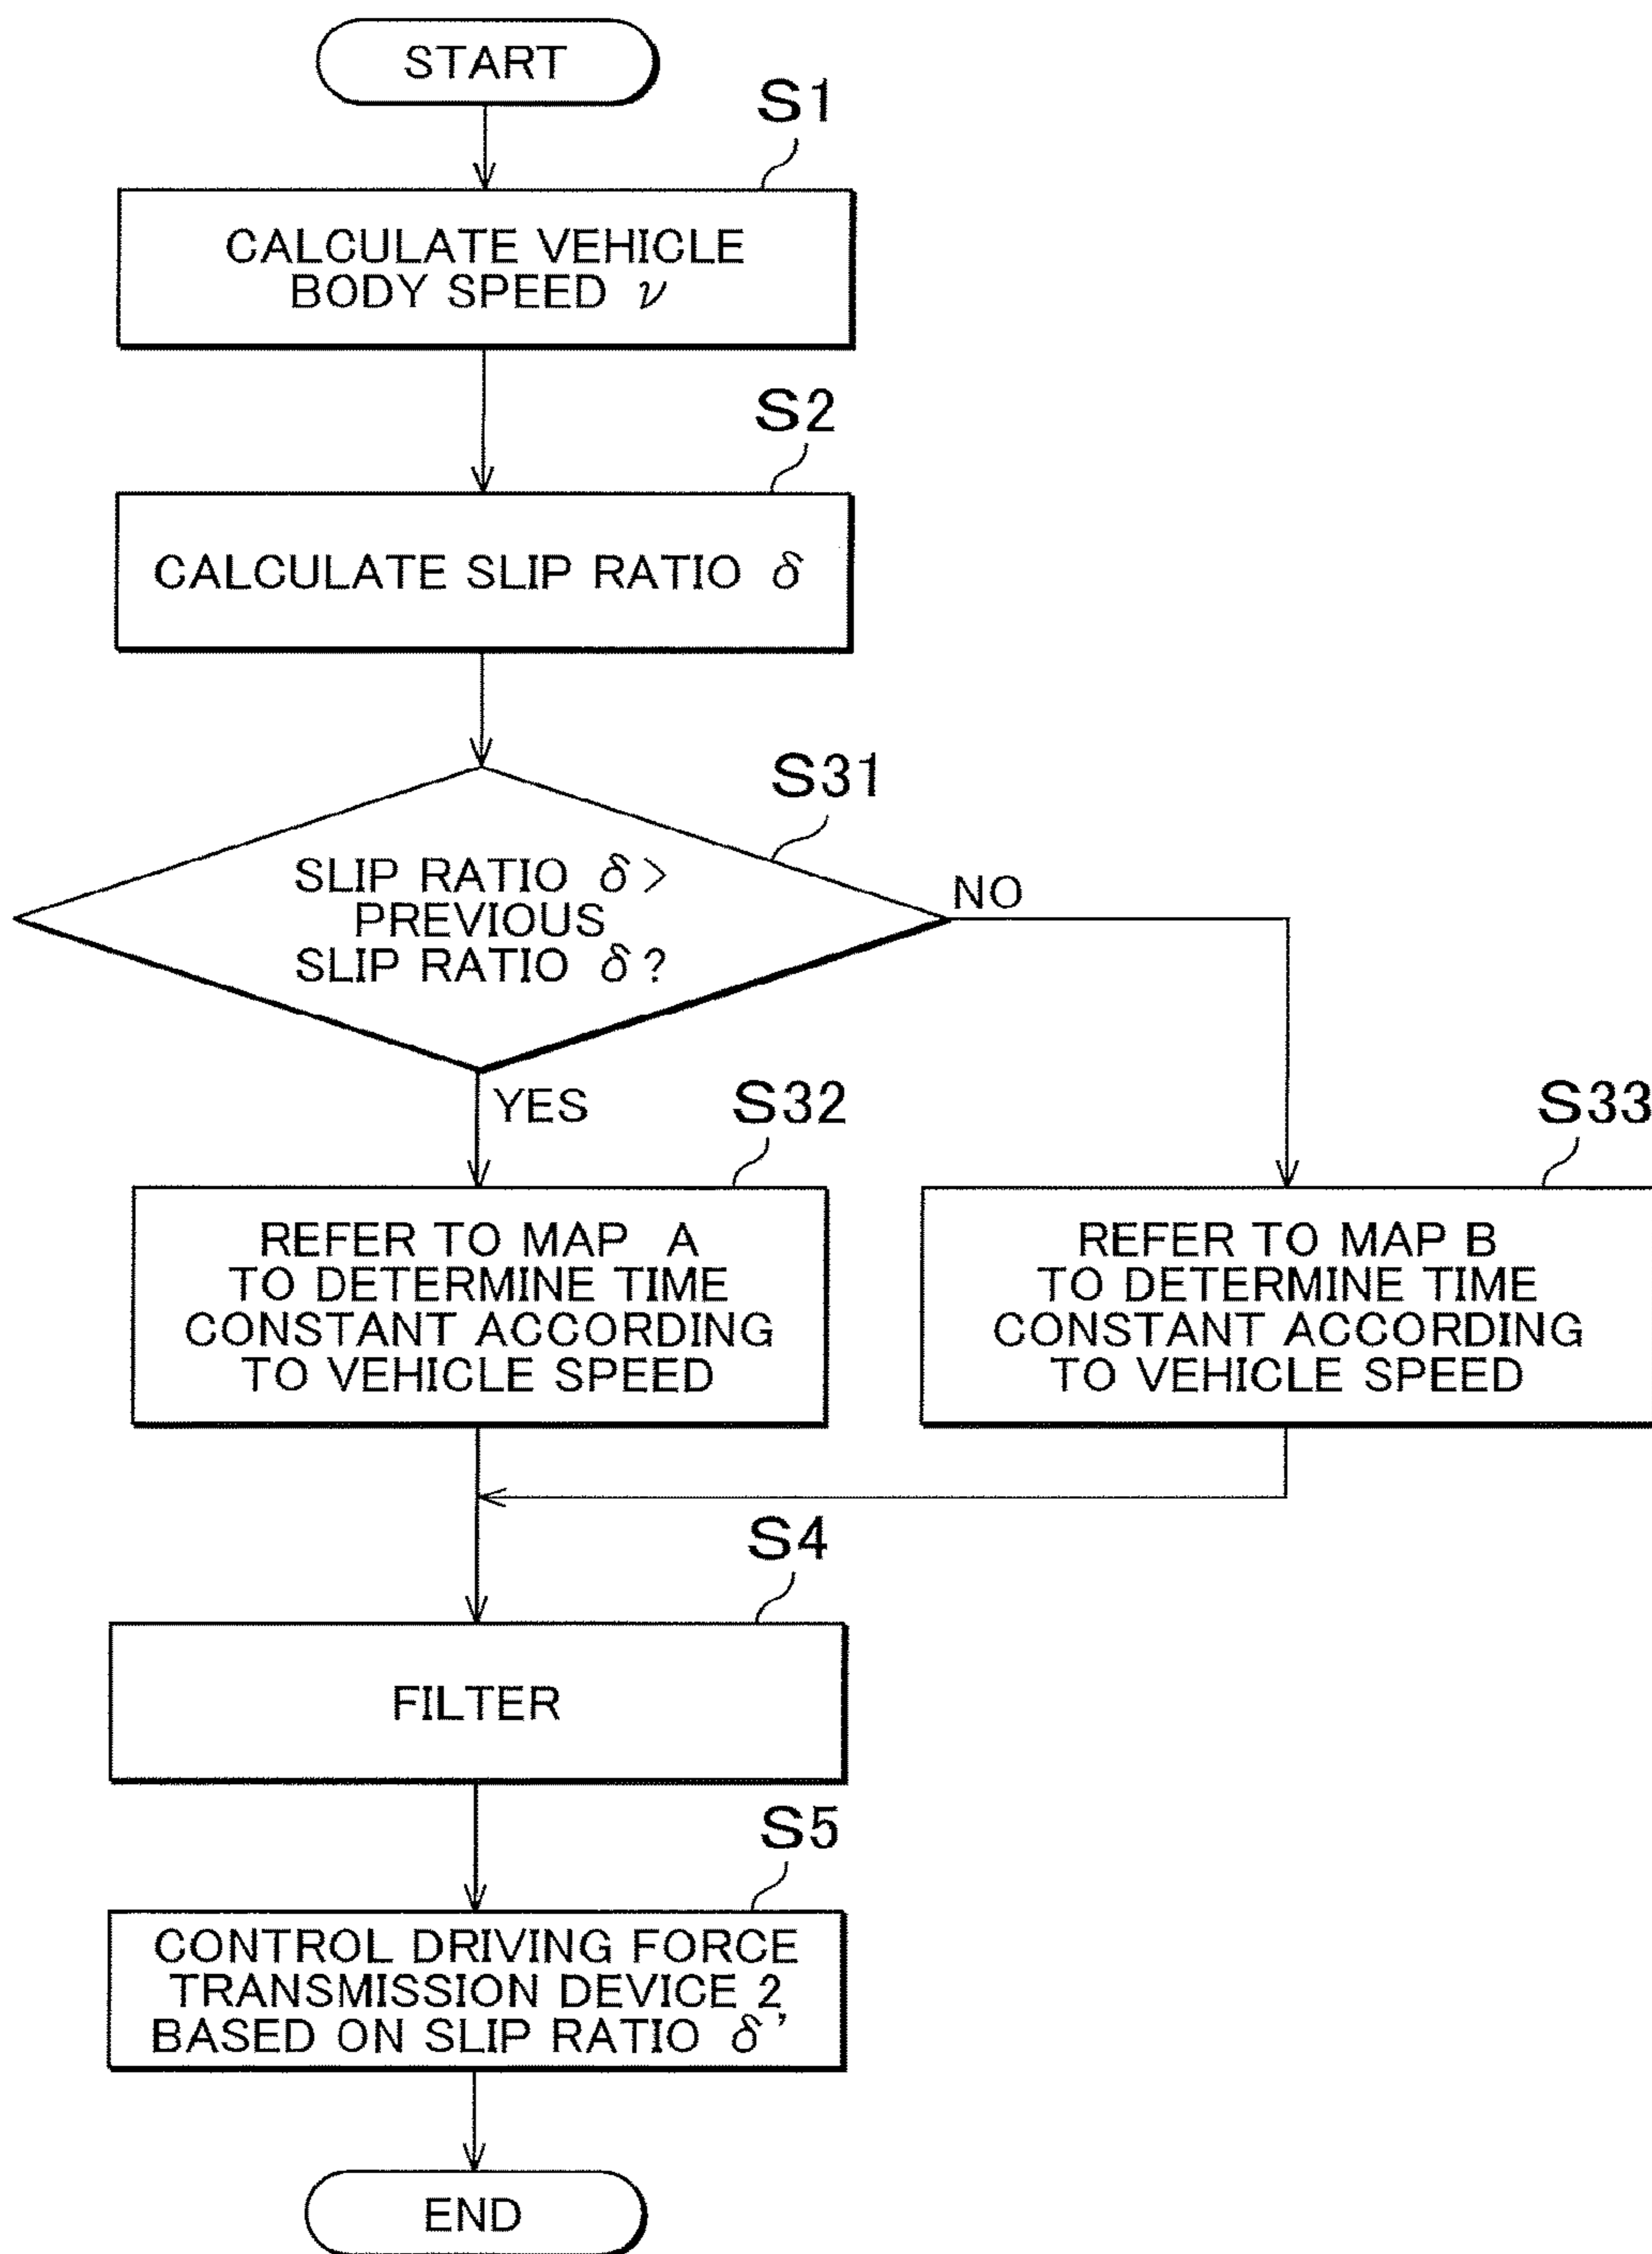 START
S1
CALCULATE VEHICLE
BODY SPEED ν
S2
CALCULATE SLIP RATIO δ
S31
SLIP RATIO δ >
PREVIOUS
SLIP RATIO δ ?
NO
YES
S32
REFER TO MAP A
TO DETERMINE TIME
CONSTANT ACCORDING
TO VEHICLE SPEED
S33
REFER TO MAP B
TO DETERMINE TIME
CONSTANT ACCORDING
TO VEHICLE SPEED
S4
FILTER
S5
CONTROL DRIVING FORCE
TRANSMISSION DEVICE 2
BASED ON SLIP RATIO δ'
END